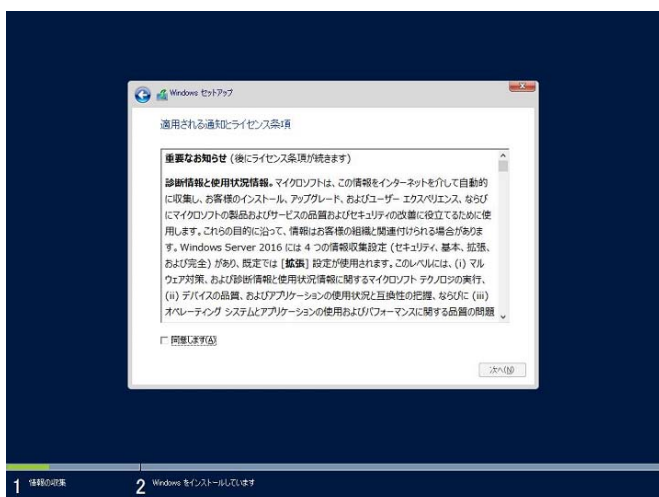 Windows セットアップ
適用される通知とライセンス条項
重要なお知らせ (後にライセンス条項が続きます)
診断情報と使用状況情報。マイクロソフトは、この情報をインターネットを介して自動的
に収集し、お客様のインストール、アップグレード、およびユーザー エクスペリエンス、ならび
にマイクロソフトの製品およびサービスの品質およびセキュリティの改善に役立てるために使
用します。これらの目的に沿って、情報はお客様の組織と関連付けられる場合がありま
す。Windows Server 2016 には 4 つの情報収集設定 (セキュリティ、基本、拡張、
および完全) があり、既定では [拡張] 設定が使用されます。このレベルには、(i) マル
ウェア対策、および診断情報と使用状況情報に関するマイクロソフト テクノロジの実行、
(ii) デバイスの品質、およびアプリケーションの使用状況と互換性の把握、ならびに (iii)
オペレーティング システムとアプリケーションの使用およびパフォーマンスに関する品質の問題
同意します(A)
次へ(N)
1 情報の収集
2 Windows をインストールしています